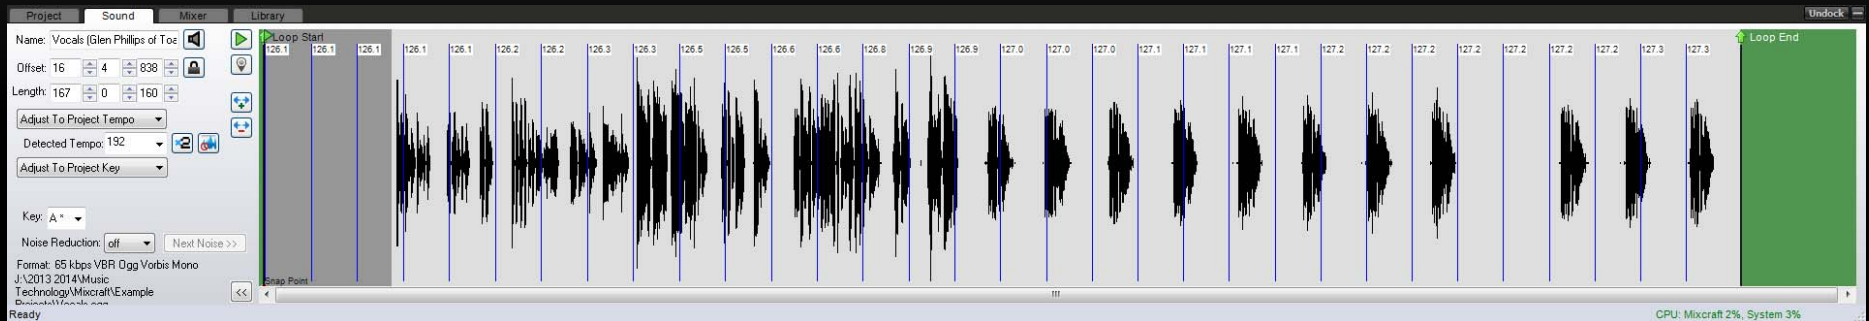 Project Sound Mixer Library Undock
Name: Vocals (Glen Phillips of Toa
Offset: 16 4 838
Length: 167 0 160
Adjust To Project Tempo
Detected Tempo: 192 x2
Adjust To Project Key
Key: A *
Noise Reduction: off Next Noise >>
Format: 65 kbps VBR Ogg Vorbis Mono
J:\2013 2014\Music
Technology\Mixcraft\Example
<<
Loop Start Loop End
126.1 126.1 126.1 126.1 126.1 126.2 126.2 126.3 126.3 126.5 126.5 126.6 126.6 126.8 126.9 126.9 127.0 127.0 127.0 127.1 127.1 127.1 127.1 127.2 127.2 127.2 127.2 127.2 127.2 127.2 127.3 127.3
Snap Point
Ready CPU: Mixcraft 2%, System 3%